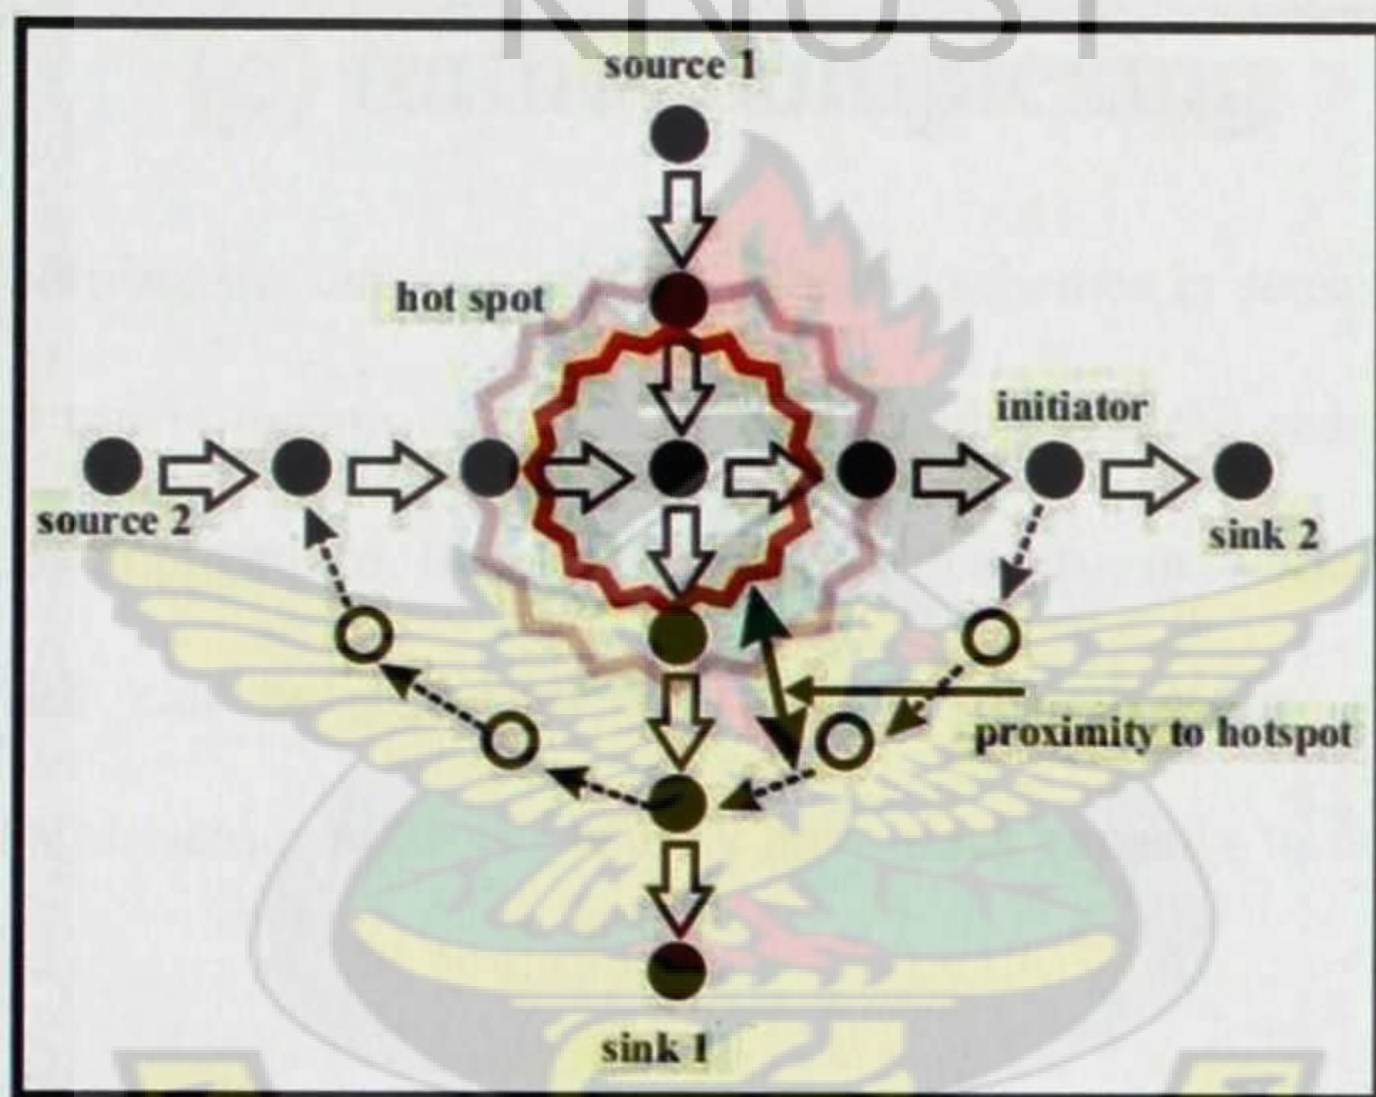 KNUST
source 1
hot spot
initiator
source 2
sink 2
proximity to hotspot
sink 1